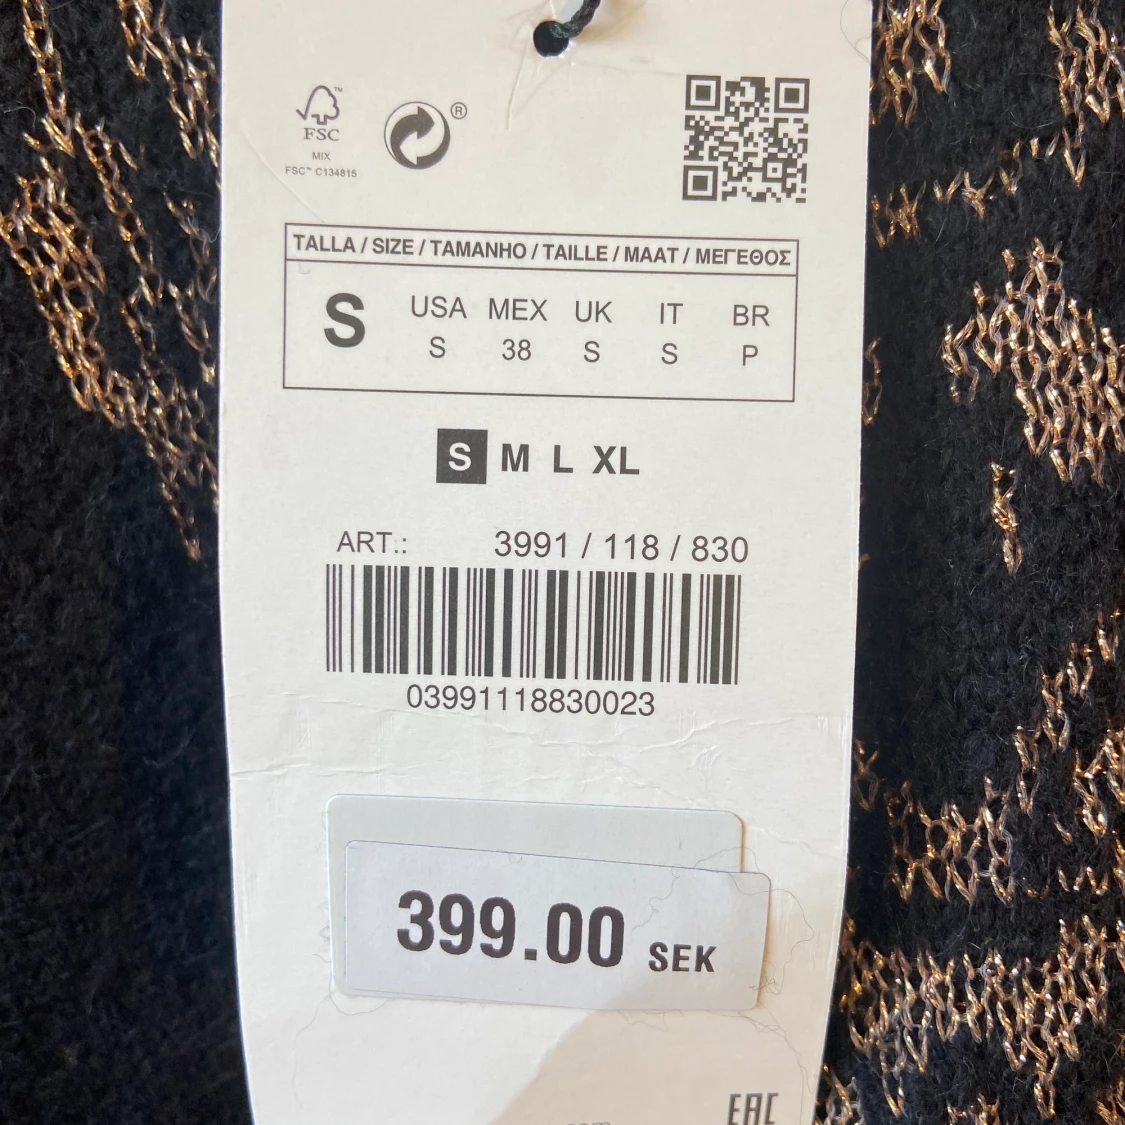 FSC™
MIX
FSC™ C134815
®
TALLA / SIZE / TAMANHO / TAILLE / MAAT / ΜΕΓΕΘΟΣ
S USA MEX UK IT BR
S 38 S S P
S M L XL
ART.: 3991 / 118 / 830
03991118830023
399.00 SEK
EAC